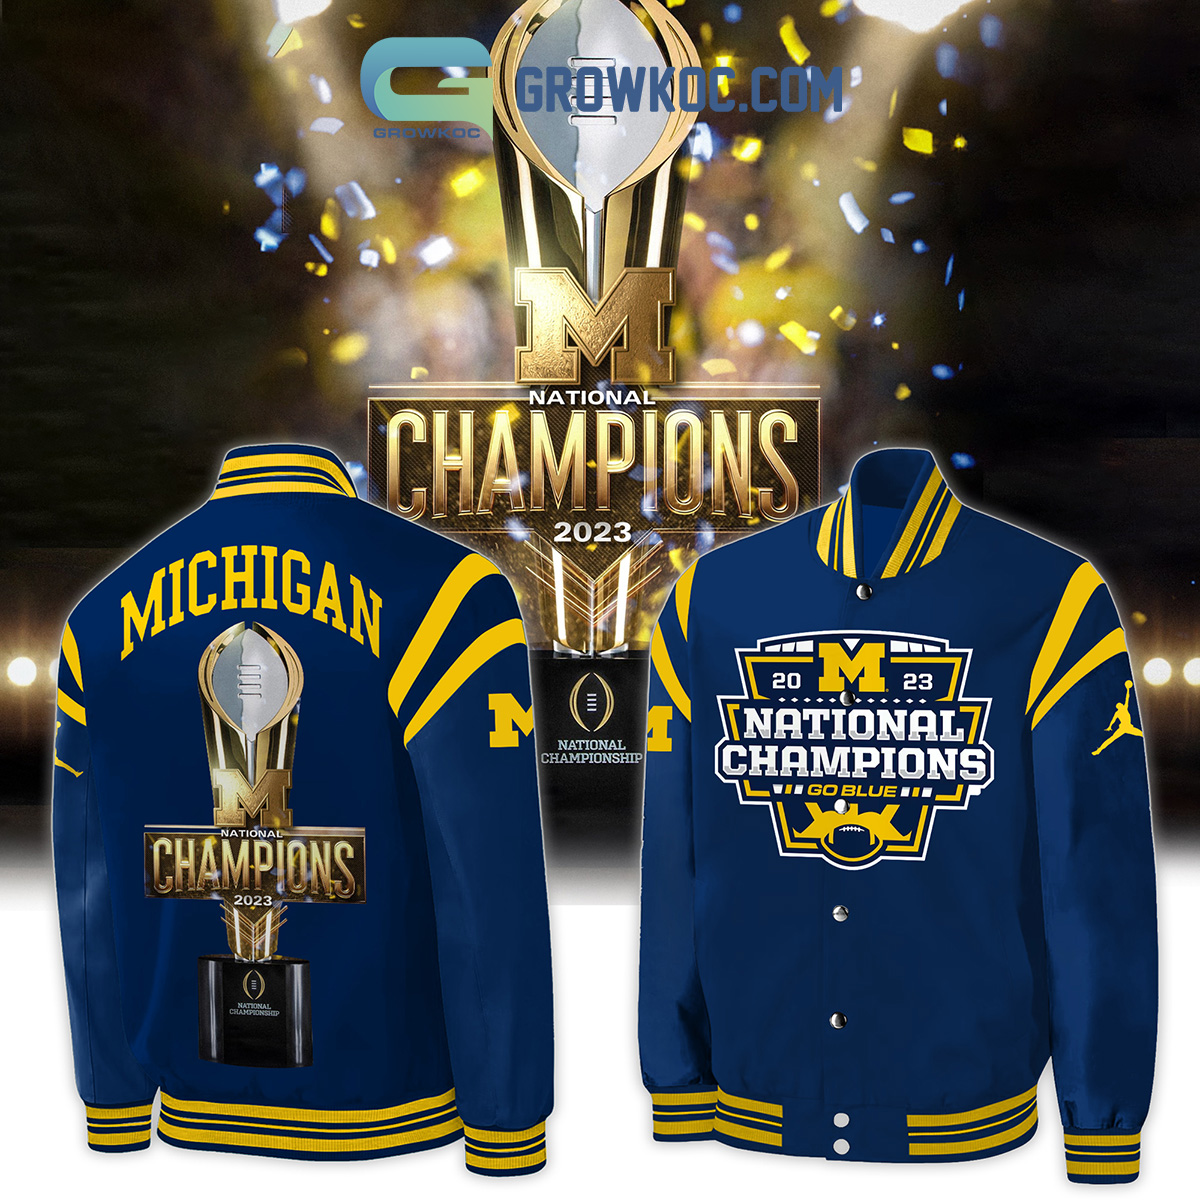 GROWKOC.COM
GROWKOC
M
NATIONAL
CHAMPIONS
2023
NATIONAL
CHAMPIONSHIP
MICHIGAN
M
NATIONAL
CHAMPIONS
2023
NATIONAL
CHAMPIONSHIP
M
M
M
20 23
NATIONAL
CHAMPIONS
GO BLUE